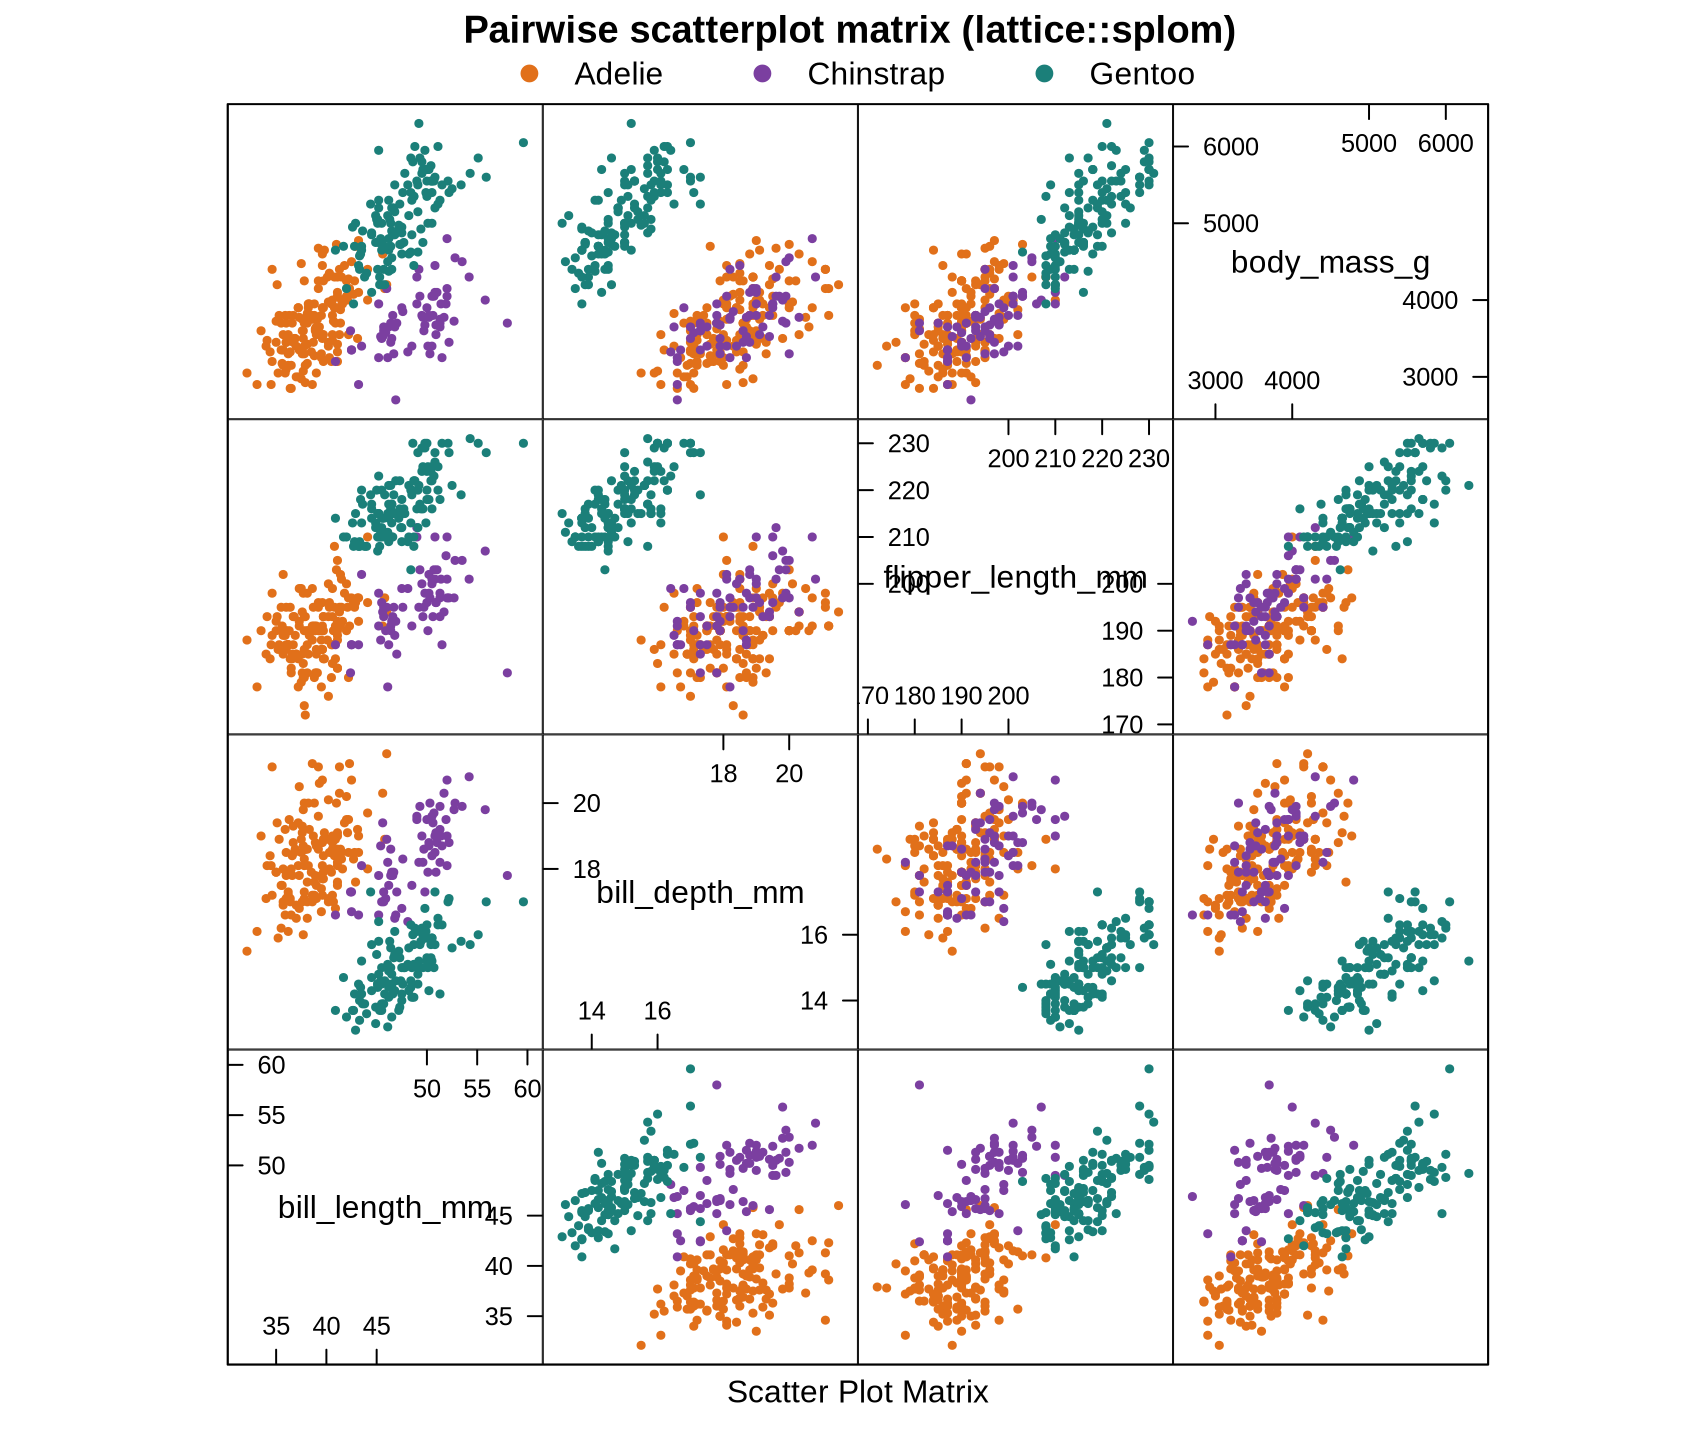 Pairwise scatterplot matrix (lattice::splom)
Adelie Chinstrap Gentoo
5000 6000
6000
5000
body_mass_g
4000
3000
3000 4000
230
200 210 220 230
220
210
200
flipper_length_mm
200
190
180
170 180 190 200
170
18 20
20
18
bill_depth_mm
16
14
14 16
60
50 55 60
55
50
bill_length_mm
45
40
35
35 40 45
Scatter Plot Matrix